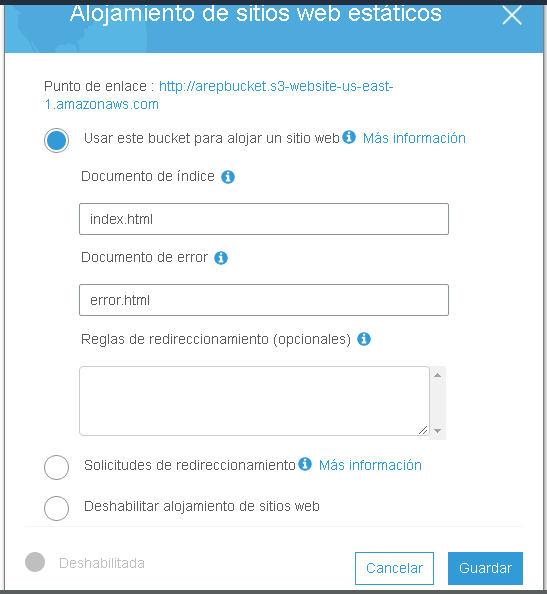 Alojamiento de sitios web estáticos
Punto de enlace : http://arepbucket.s3-website-us-east-
1.amazonaws.com
Usar este bucket para alojar un sitio web Más información
Documento de índice
index.html
Documento de error
error.html
Reglas de redireccionamiento (opcionales)
Solicitudes de redireccionamiento Más información
Deshabilitar alojamiento de sitios web
Deshabilitada
Cancelar
Guardar